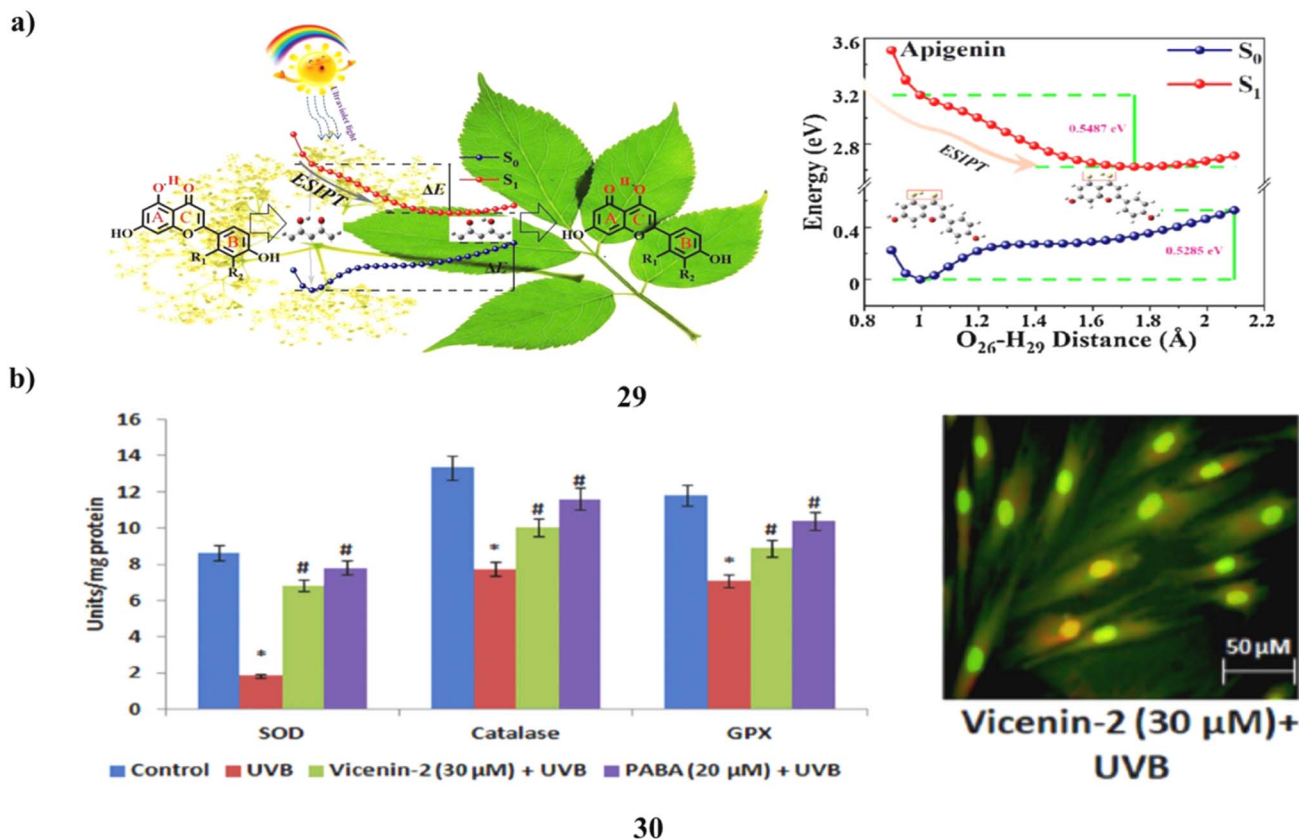 a)
Ultraviolet light
S0
S1
ESIPT
ΔE
ΔE
O H O
A C
HO O
B
OH
R1
R2
O H O
A C
HO O
B
OH
R1
R2
Apigenin
S0
S1
3.6
3.2
2.8
0.4
0
Energy (eV)
0.5487 eV
ESIPT
0.5285 eV
0.8 1 1.2 1.4 1.6 1.8 2 2.2
O26-H29 Distance (Å)
b)
29
16
14
12
10
8
6
4
2
0
Units/mg protein
* # #
* # #
* # #
SOD Catalase GPX
Control UVB Vicenin-2 (30 μM) + UVB PABA (20 μM) + UVB
50 μM
Vicenin-2 (30 μM)+
UVB
30